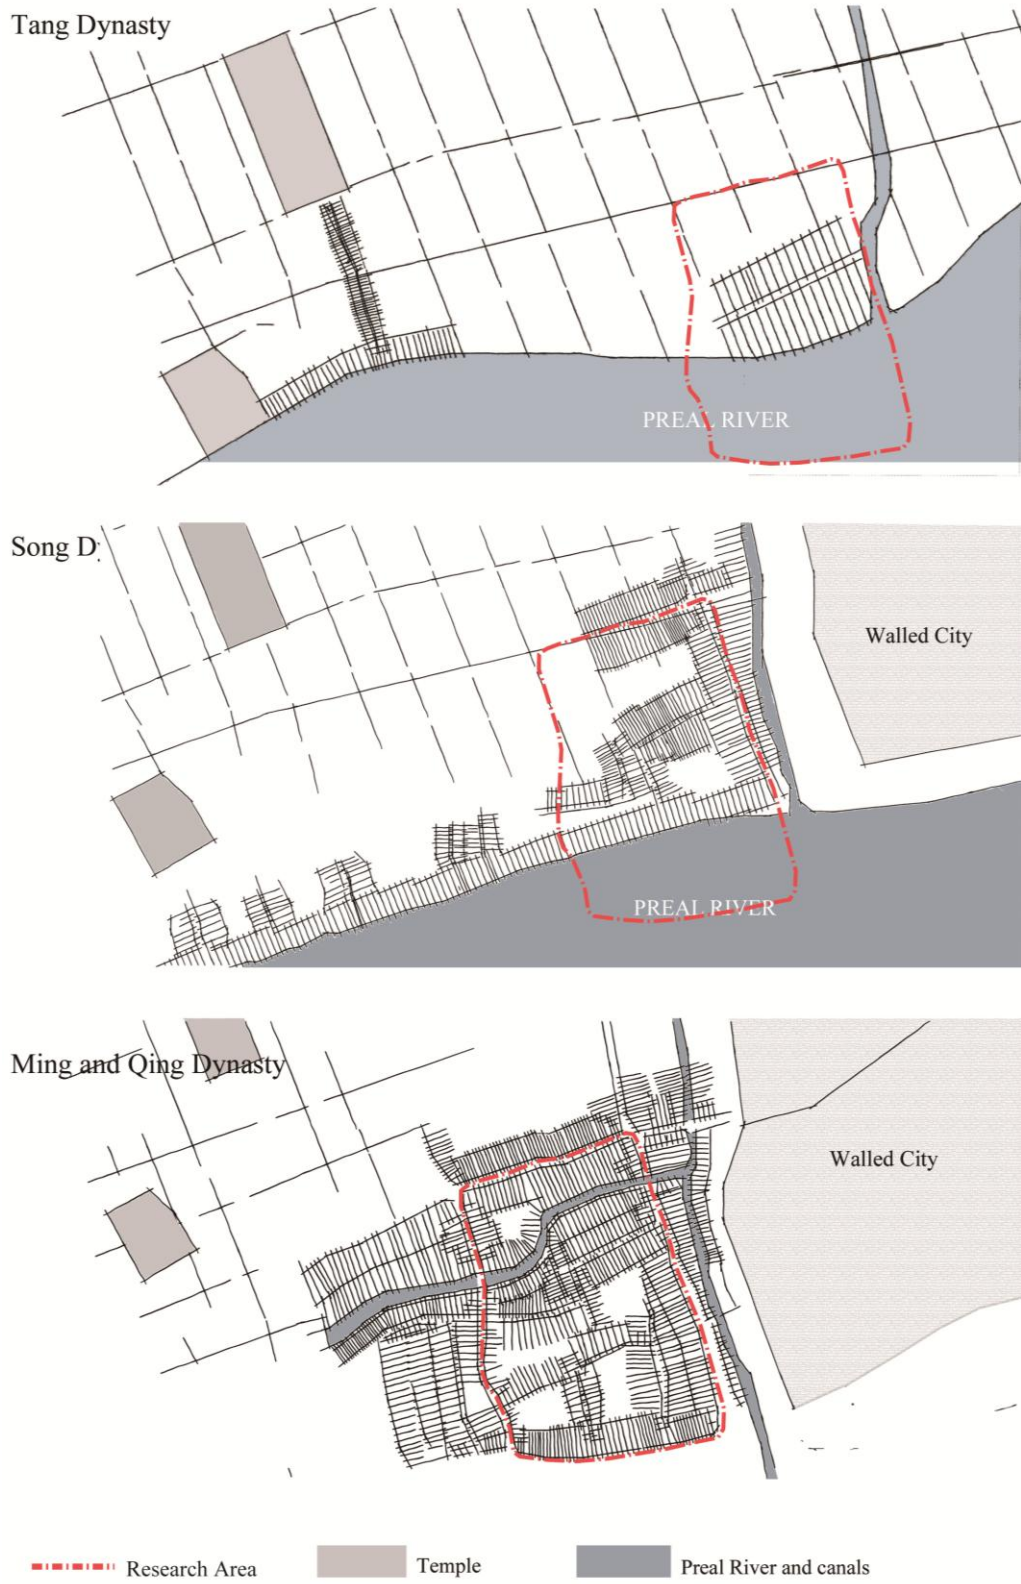 Tang Dynasty
PREAL RIVER
Song D
Walled City
PREAL RIVER
Ming and Qing Dynasty
Walled City
Research Area
Temple
Preal River and canals